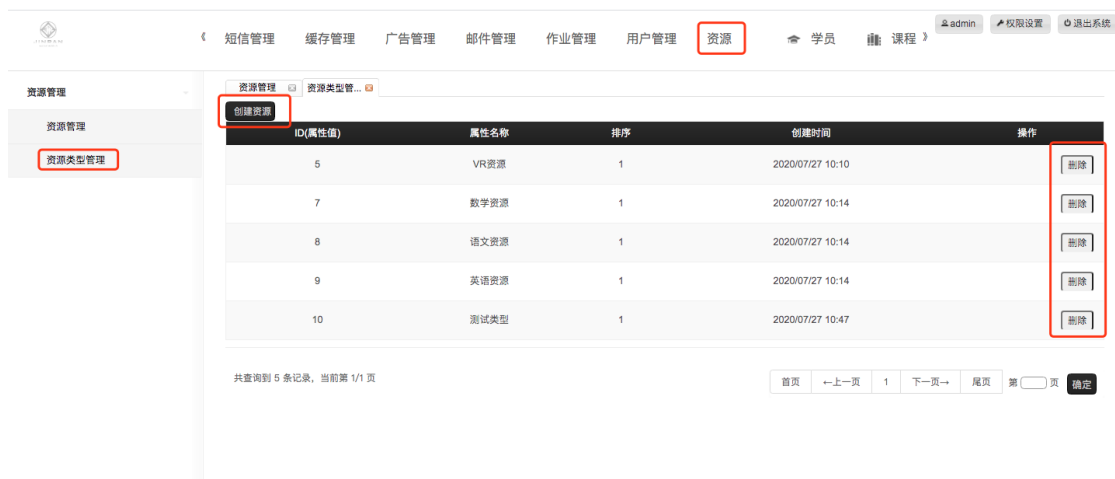 admin 权限设置 退出系统
《 短信管理 缓存管理 广告管理 邮件管理 作业管理 用户管理 资源 学员 课程 》
资源管理
资源管理
资源类型管理
资源管理 资源类型管...
创建资源
ID(属性值) 属性名称 排序 创建时间 操作
5 VR资源 1 2020/07/27 10:10 删除
7 数学资源 1 2020/07/27 10:14 删除
8 语文资源 1 2020/07/27 10:14 删除
9 英语资源 1 2020/07/27 10:14 删除
10 测试类型 1 2020/07/27 10:47 删除
共查询到 5 条记录，当前第 1/1 页
首页 ←上一页 1 下一页→ 尾页 第 页 确定